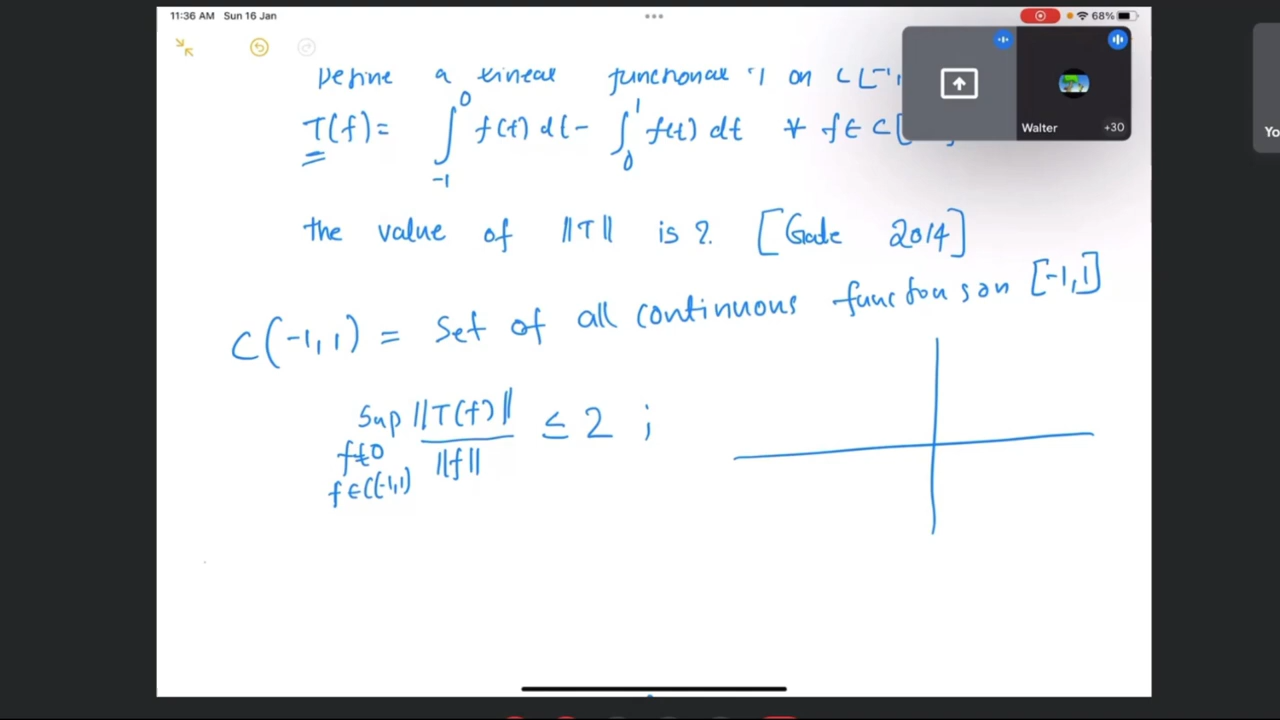 11:36 AM Sun 16 Jan
68%
Define a linear functional T on C[-1,
T(f) = ∫_{-1}^{0} f(t) dt - ∫_{0}^{1} f(t) dt ∀ f ∈ C[
Walter +30
Yo
the value of ||T|| is ? [Gate 2014]
C(-1,1) = Set of all continuous functions on [-1,1]
Sup ||T(f)|| / ||f|| ≤ 2 ;
f≠0
f∈C(-1,1)